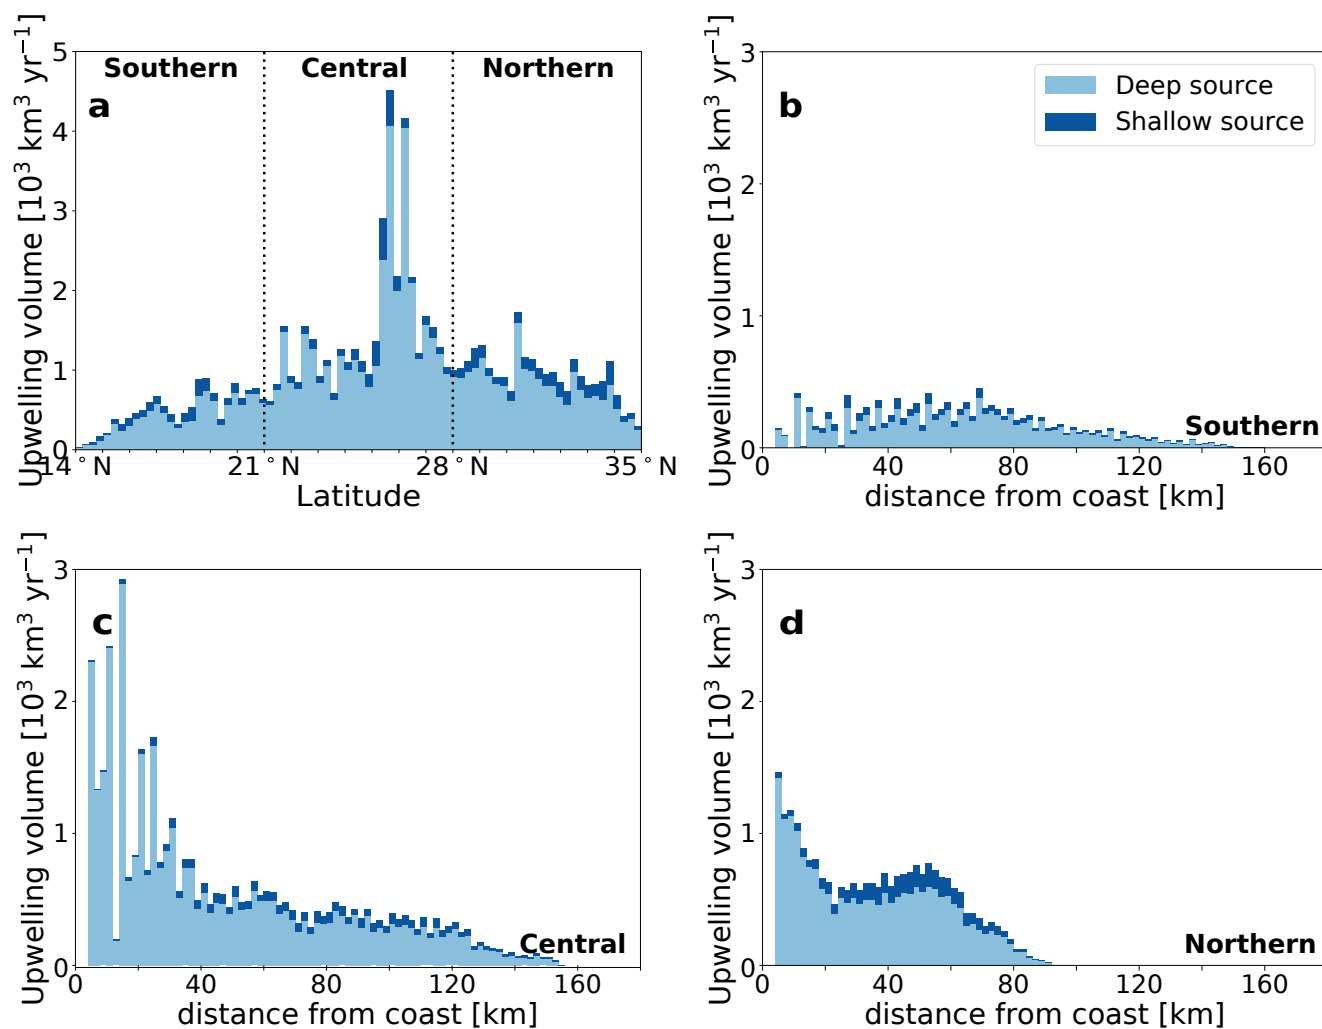 Upwelling volume [10³ km³ yr⁻¹]
5
4
3
2
1
0
Southern Central Northern
a
14°N 21°N 28°N 35°N
Latitude
Upwelling volume [10³ km³ yr⁻¹]
3
2
1
0
b
Deep source
Shallow source
Southern
0 40 80 120 160
distance from coast [km]
Upwelling volume [10³ km³ yr⁻¹]
3
2
1
0
c
Central
0 40 80 120 160
distance from coast [km]
Upwelling volume [10³ km³ yr⁻¹]
3
2
1
0
d
Northern
0 40 80 120 160
distance from coast [km]